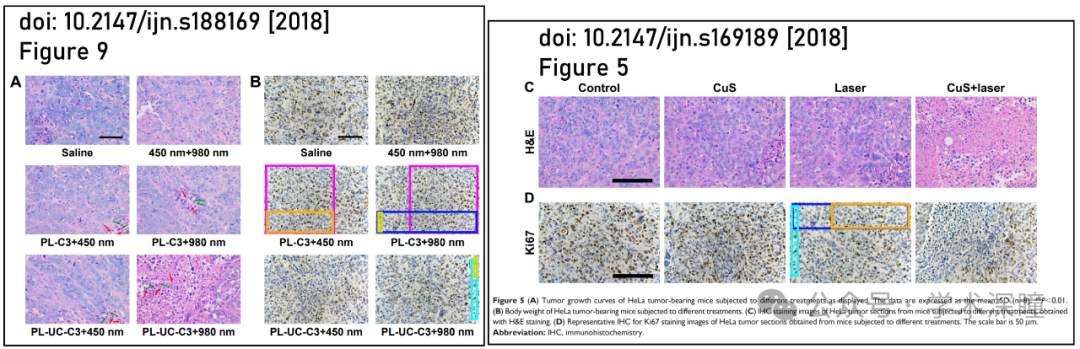 doi: 10.2147/ijn.s188169 [2018]
Figure 9
A
B
Saline
450 nm+980 nm
Saline
450 nm+980 nm
PL-C3+450 nm
PL-C3+980 nm
PL-C3+450 nm
PL-C3+980 nm
PL-UC-C3+450 nm
PL-UC-C3+980 nm
PL-UC-C3+450 nm
PL-UC-C3+980 nm
doi: 10.2147/ijn.s169189 [2018]
Figure 5
C
Control
CuS
Laser
CuS+laser
H&E
D
Ki67
Figure 5 (A) Tumor growth curves of HeLa tumor-bearing mice subjected to different treatments as displayed. The data are expressed as the mean±SD (n=8). **P<0.01.
(B) Body weight of HeLa tumor-bearing mice subjected to different treatments. (C) IHC staining images of HeLa tumor sections from mice subjected to different treatments obtained
with H&E staining. (D) Representative IHC for Ki67 staining images of HeLa tumor sections obtained from mice subjected to different treatments. The scale bar is 50 μm.
Abbreviation: IHC, immunohistochemistry.
公众号 · 学术深瞳